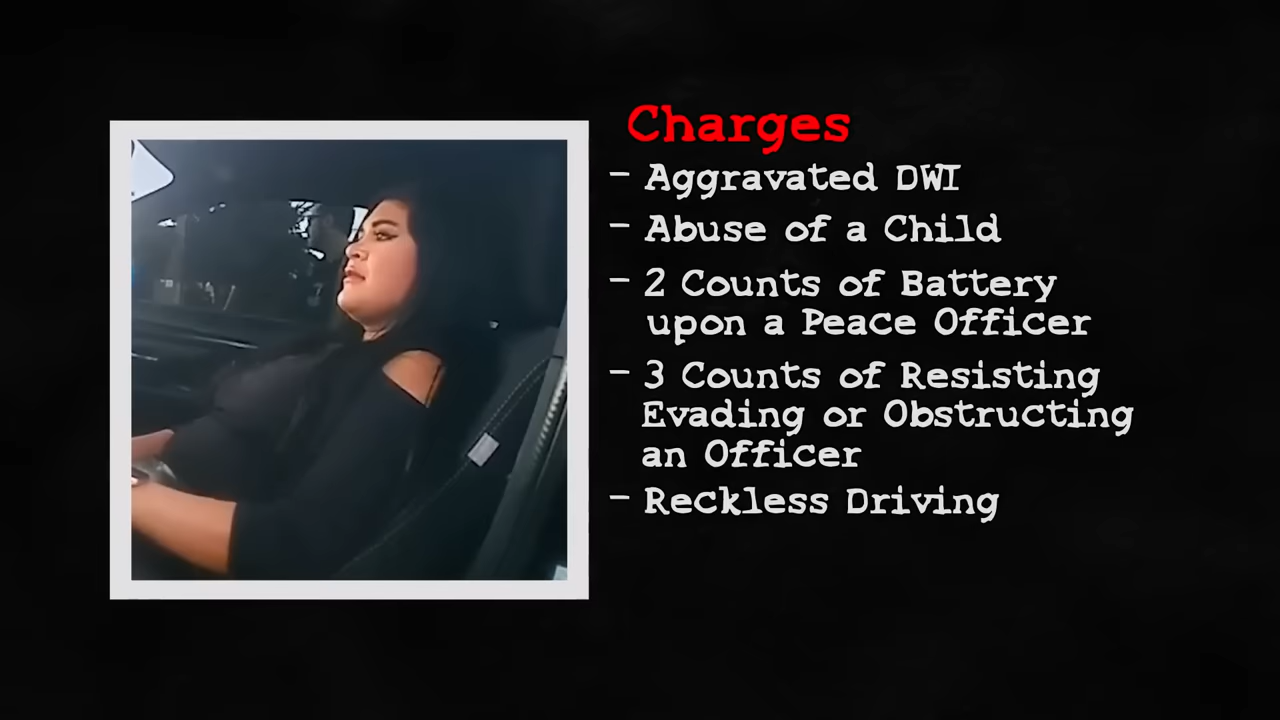 Charges
- Aggravated DWI
- Abuse of a Child
- 2 Counts of Battery
upon a Peace Officer
- 3 Counts of Resisting
Evading or Obstructing
an Officer
- Reckless Driving